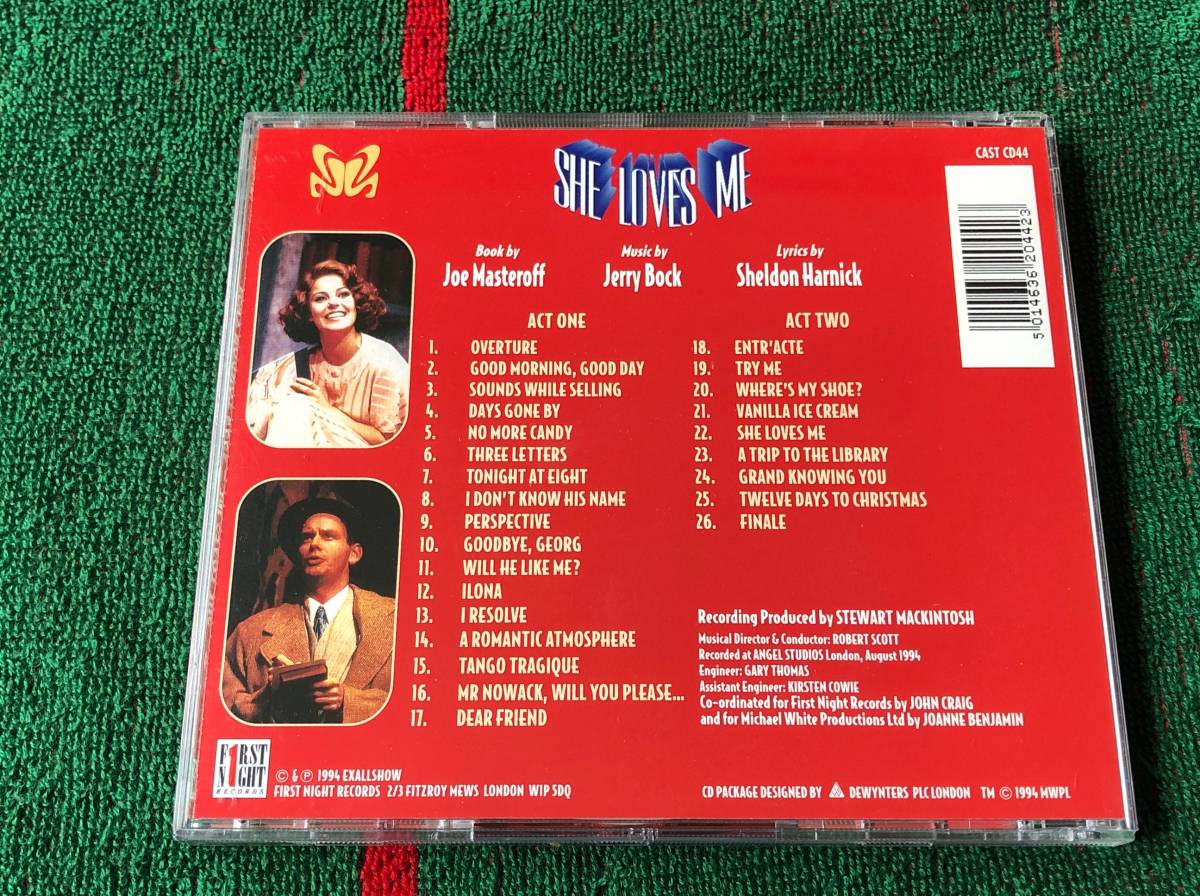 SHE LOVES ME
CAST CD44
5 014636 204423
Book by
Joe Masteroff
Music by
Jerry Bock
Lyrics by
Sheldon Harnick
ACT ONE
1. OVERTURE
2. GOOD MORNING, GOOD DAY
3. SOUNDS WHILE SELLING
4. DAYS GONE BY
5. NO MORE CANDY
6. THREE LETTERS
7. TONIGHT AT EIGHT
8. I DON'T KNOW HIS NAME
9. PERSPECTIVE
10. GOODBYE, GEORG
11. WILL HE LIKE ME?
12. ILONA
13. I RESOLVE
14. A ROMANTIC ATMOSPHERE
15. TANGO TRAGIQUE
16. MR NOWACK, WILL YOU PLEASE...
17. DEAR FRIEND
ACT TWO
18. ENTR'ACTE
19. TRY ME
20. WHERE'S MY SHOE?
21. VANILLA ICE CREAM
22. SHE LOVES ME
23. A TRIP TO THE LIBRARY
24. GRAND KNOWING YOU
25. TWELVE DAYS TO CHRISTMAS
26. FINALE
Recording Produced by STEWART MACKINTOSH
Musical Director & Conductor: ROBERT SCOTT
Recorded at ANGEL STUDIOS London, August 1994
Engineer: GARY THOMAS
Assistant Engineer: KIRSTEN COWIE
Co-ordinated for First Night Records by JOHN CRAIG
and for Michael White Productions Ltd by JOANNE BENJAMIN
F1RST
N1GHT
RECORDS
© & ℗ 1994 EXALLSHOW
FIRST NIGHT RECORDS 2/3 FITZROY MEWS LONDON W1P 5DQ
CD PACKAGE DESIGNED BY DEWYNTERS PLC LONDON TM © 1994 MWPL